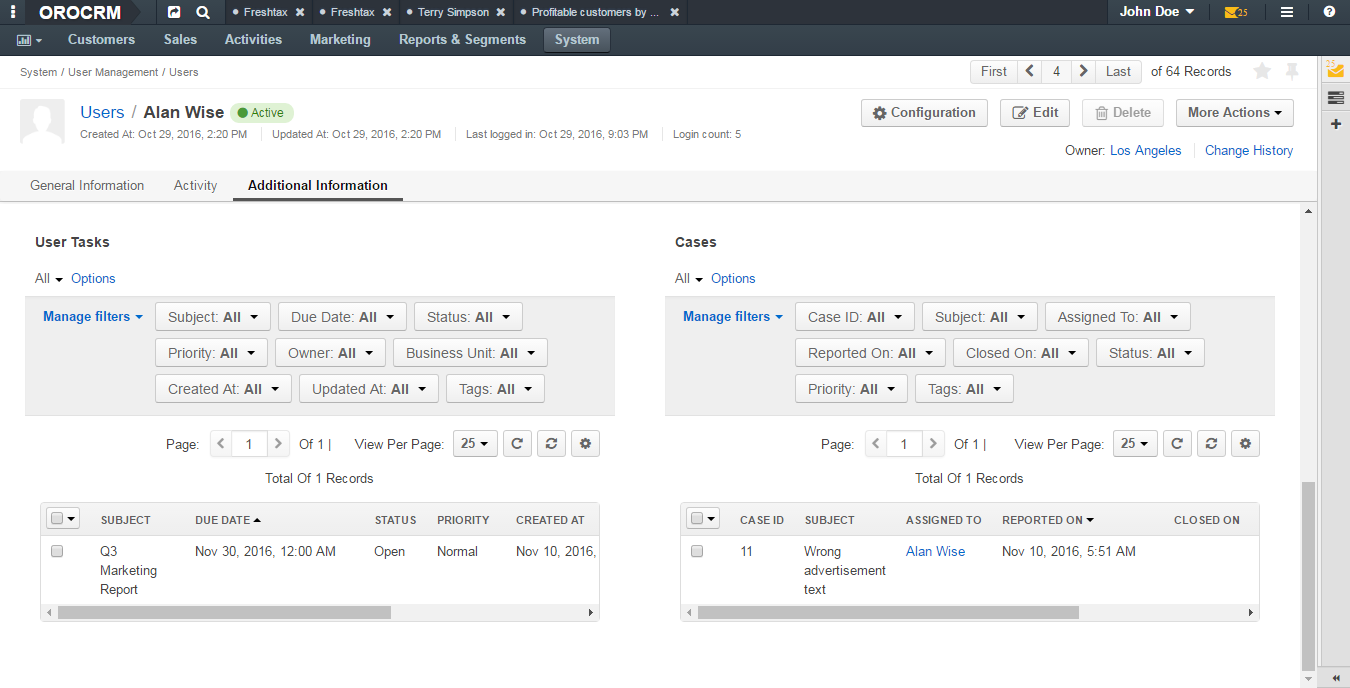 OROCRM Freshtax Freshtax Terry Simpson Profitable customers by ... John Doe 25
Customers Sales Activities Marketing Reports & Segments System
System / User Management / Users First 4 Last of 64 Records 25
Users / Alan Wise Active Configuration Edit Delete More Actions
Created At: Oct 29, 2016, 2:20 PM Updated At: Oct 29, 2016, 2:20 PM Last logged in: Oct 29, 2016, 9:03 PM Login count: 5
Owner: Los Angeles Change History
General Information Activity Additional Information
User Tasks
All Options
Manage filters Subject: All Due Date: All Status: All
Priority: All Owner: All Business Unit: All
Created At: All Updated At: All Tags: All
Page: 1 Of 1 | View Per Page: 25
Total Of 1 Records
SUBJECT DUE DATE STATUS PRIORITY CREATED AT
Q3 Nov 30, 2016, 12:00 AM Open Normal Nov 10, 2016,
Marketing
Report
Cases
All Options
Manage filters Case ID: All Subject: All Assigned To: All
Reported On: All Closed On: All Status: All
Priority: All Tags: All
Page: 1 Of 1 | View Per Page: 25
Total Of 1 Records
CASE ID SUBJECT ASSIGNED TO REPORTED ON CLOSED ON
11 Wrong Alan Wise Nov 10, 2016, 5:51 AM
advertisement
text